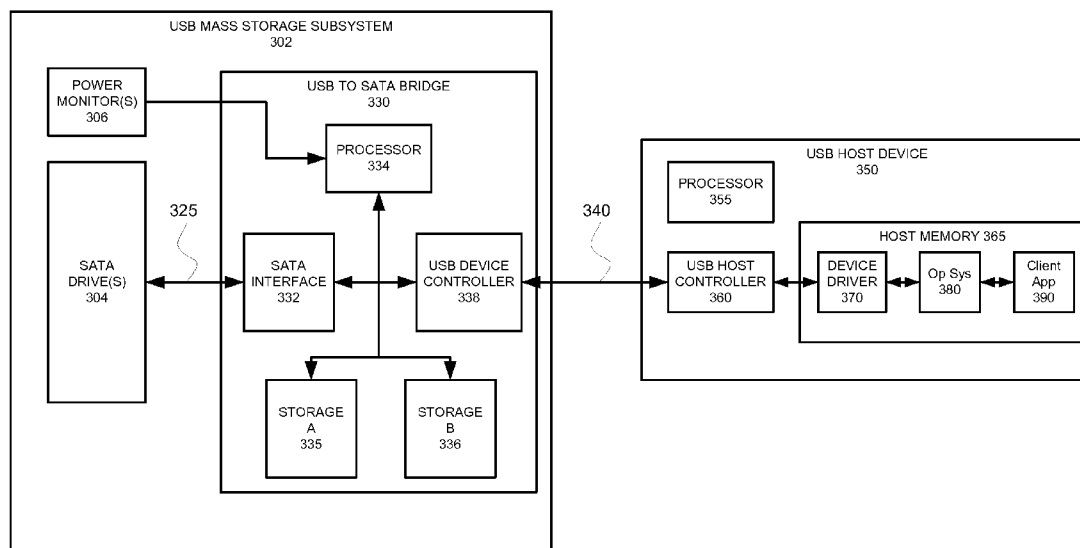 USB MASS STORAGE SUBSYSTEM
302
POWER
MONITOR(S)
306
USB TO SATA BRIDGE
330
PROCESSOR
334
325
SATA
DRIVE(S)
304
SATA
INTERFACE
332
USB DEVICE
CONTROLLER
338
STORAGE
A
335
STORAGE
B
336
340
USB HOST DEVICE
350
PROCESSOR
355
HOST MEMORY 365
USB HOST
CONTROLLER
360
DEVICE
DRIVER
370
Op Sys
380
Client
App
390